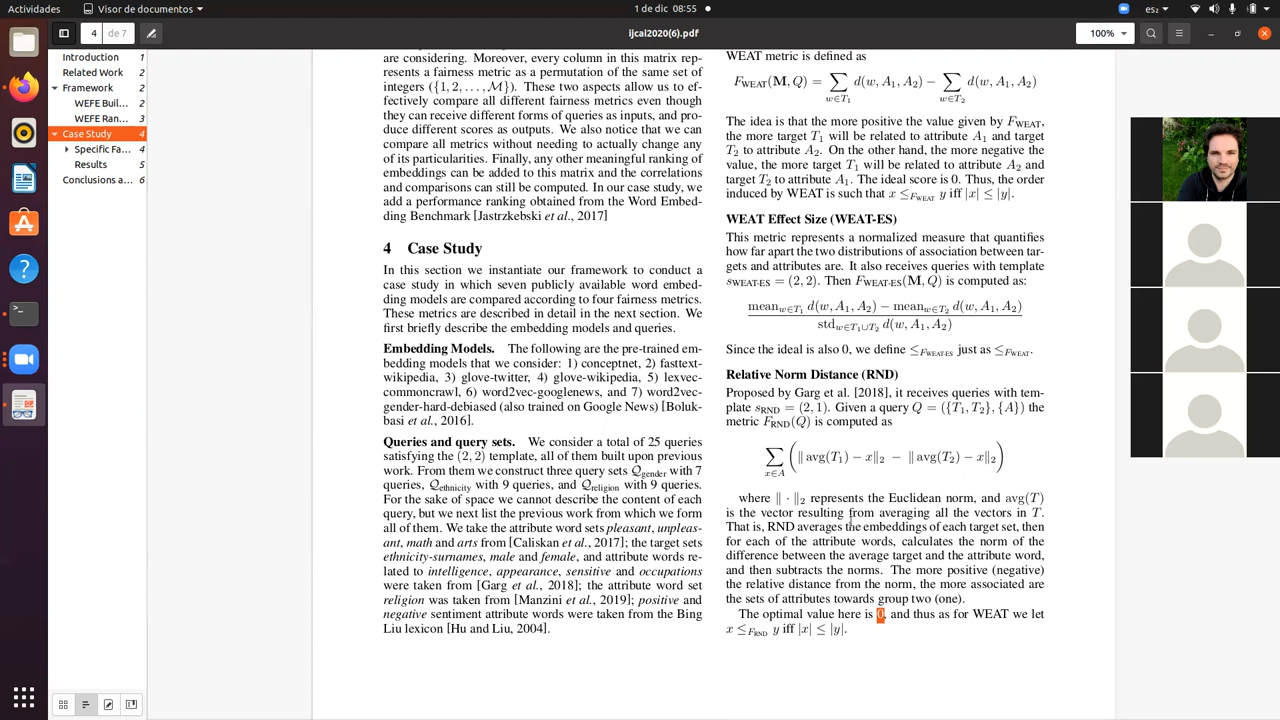 Actividades
Visor de documentos
1 de dic 08:55
es₂
4
de 7
ijcai2020(6).pdf
100%
Introduction 1
Related Work 2
Framework 2
WEFE Buil... 2
WEFE Ran... 3
Case Study 4
Specific Fa... 4
Results 5
Conclusions a... 6
are considering. Moreover, every column in this matrix rep-
resents a fairness metric as a permutation of the same set of
integers ({1, 2, . . . , M}). These two aspects allow us to ef-
fectively compare all different fairness metrics even though
they can receive different forms of queries as inputs, and pro-
duce different scores as outputs. We also notice that we can
compare all metrics without needing to actually change any
of its particularities. Finally, any other meaningful ranking of
embeddings can be added to this matrix and the correlations
and comparisons can still be computed. In our case study, we
add a performance ranking obtained from the Word Embed-
ding Benchmark [Jastrzkebski et al., 2017]
4 Case Study
In this section we instantiate our framework to conduct a
case study in which seven publicly available word embed-
ding models are compared according to four fairness metrics.
These metrics are described in detail in the next section. We
first briefly describe the embedding models and queries.
Embedding Models. The following are the pre-trained em-
bedding models that we consider: 1) conceptnet, 2) fasttext-
wikipedia, 3) glove-twitter, 4) glove-wikipedia, 5) lexvec-
commoncrawl, 6) word2vec-googlenews, and 7) word2vec-
gender-hard-debiased (also trained on Google News) [Boluk-
basi et al., 2016].
Queries and query sets. We consider a total of 25 queries
satisfying the (2, 2) template, all of them built upon previous
work. From them we construct three query sets Q_gender with 7
queries, Q_ethnicity with 9 queries, and Q_religion with 9 queries.
For the sake of space we cannot describe the content of each
query, but we next list the previous work from which we form
all of them. We take the attribute word sets pleasant, unpleas-
ant, math and arts from [Caliskan et al., 2017]; the target sets
ethnicity-surnames, male and female, and attribute words re-
lated to intelligence, appearance, sensitive and occupations
were taken from [Garg et al., 2018]; the attribute word set
religion was taken from [Manzini et al., 2019]; positive and
negative sentiment attribute words were taken from the Bing
Liu lexicon [Hu and Liu, 2004].
WEAT metric is defined as
F_WEAT(M, Q) = ∑_{w∈T₁} d(w, A₁, A₂) − ∑_{w∈T₂} d(w, A₁, A₂)
The idea is that the more positive the value given by F_WEAT,
the more target T₁ will be related to attribute A₁ and target
T₂ to attribute A₂. On the other hand, the more negative the
value, the more target T₁ will be related to attribute A₂ and
target T₂ to attribute A₁. The ideal score is 0. Thus, the order
induced by WEAT is such that x ≤_{F_WEAT} y iff |x| ≤ |y|.
WEAT Effect Size (WEAT-ES)
This metric represents a normalized measure that quantifies
how far apart the two distributions of association between tar-
gets and attributes are. It also receives queries with template
s_WEAT-ES = (2, 2). Then F_WEAT-ES(M, Q) is computed as:
mean_{w∈T₁} d(w, A₁, A₂) − mean_{w∈T₂} d(w, A₁, A₂)
std_{w∈T₁∪T₂} d(w, A₁, A₂)
Since the ideal is also 0, we define ≤_{F_WEAT-ES} just as ≤_{F_WEAT}.
Relative Norm Distance (RND)
Proposed by Garg et al. [2018], it receives queries with tem-
plate s_RND = (2, 1). Given a query Q = ({T₁, T₂}, {A}) the
metric F_RND(Q) is computed as
∑_{x∈A} (‖ avg(T₁) − x‖₂ − ‖ avg(T₂) − x‖₂)
where ‖ · ‖₂ represents the Euclidean norm, and avg(T)
is the vector resulting from averaging all the vectors in T.
That is, RND averages the embeddings of each target set, then
for each of the attribute words, calculates the norm of the
difference between the average target and the attribute word,
and then subtracts the norms. The more positive (negative)
the relative distance from the norm, the more associated are
the sets of attributes towards group two (one).
The optimal value here is 0, and thus as for WEAT we let
x ≤_{F_RND} y iff |x| ≤ |y|.